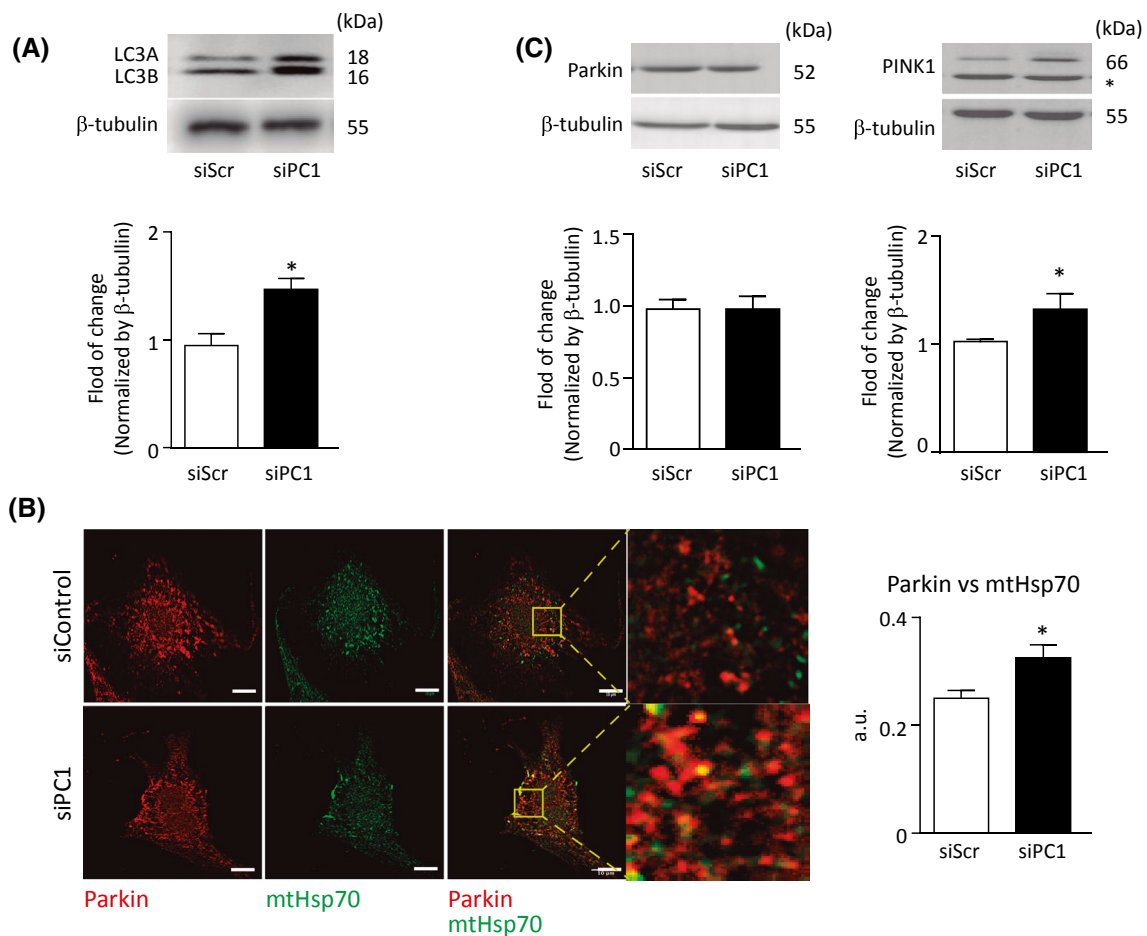 (A)
(kDa)
LC3A
18
LC3B
16
β-tubulin
55
siScr siPC1
2
1
0
Flod of change
(Normalized by β-tubullin)
*
siScr siPC1
(C)
(kDa)
Parkin
52
β-tubulin
55
siScr siPC1
1.5
1.0
0.5
0
Flod of change
(Normalized by β-tubullin)
siScr siPC1
(kDa)
PINK1
66
*
β-tubulin
55
siScr siPC1
2
1
0
Flod of change
(Normalized by β-tubullin)
*
siScr siPC1
(B)
siControl
siPC1
Parkin
mtHsp70
Parkin
mtHsp70
Parkin vs mtHsp70
0.4
0.2
0
a.u.
*
siScr siPC1